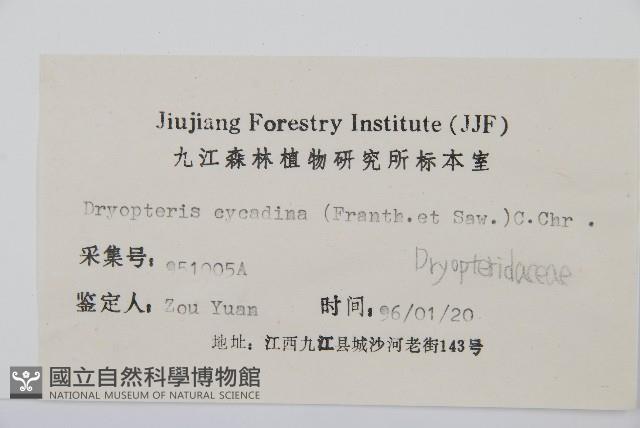 Jiujiang Forestry Institute (JJF)
九江森林植物研究所标本室
Dryopteris cycadina (Franth.et Saw.)C.Chr .
采集号: 951005A
Dryopteridaceae
鉴定人: Zou Yuan 时间: 96/01/20
地址: 江西九江县城沙河老街143号
國立自然科學博物館
NATIONAL MUSEUM OF NATURAL SCIENCE